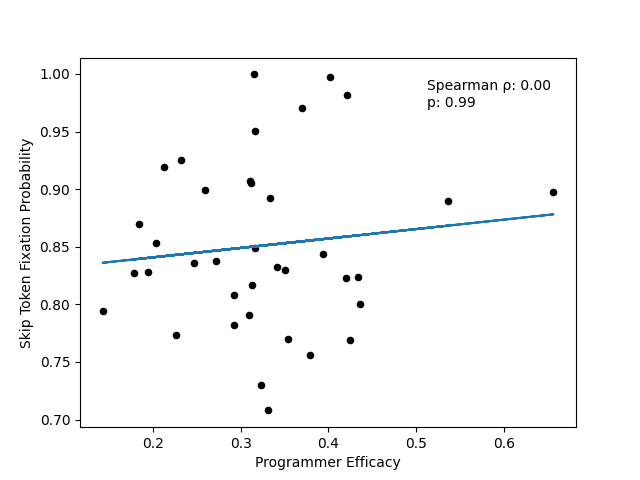 1.00
0.95
0.90
0.85
0.80
0.75
0.70
Skip Token Fixation Probability
Spearman ρ: 0.00
p: 0.99
0.2 0.3 0.4 0.5 0.6
Programmer Efficacy